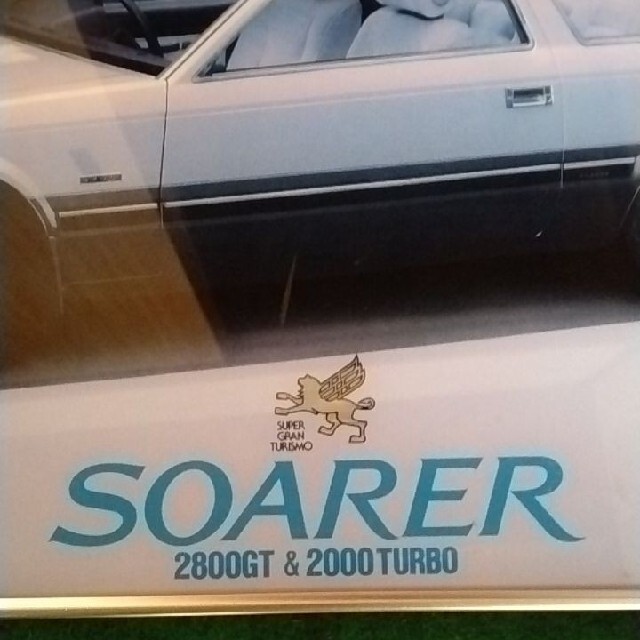 SUPER
GRAN
TURISMO
SOARER
2800GT & 2000TURBO